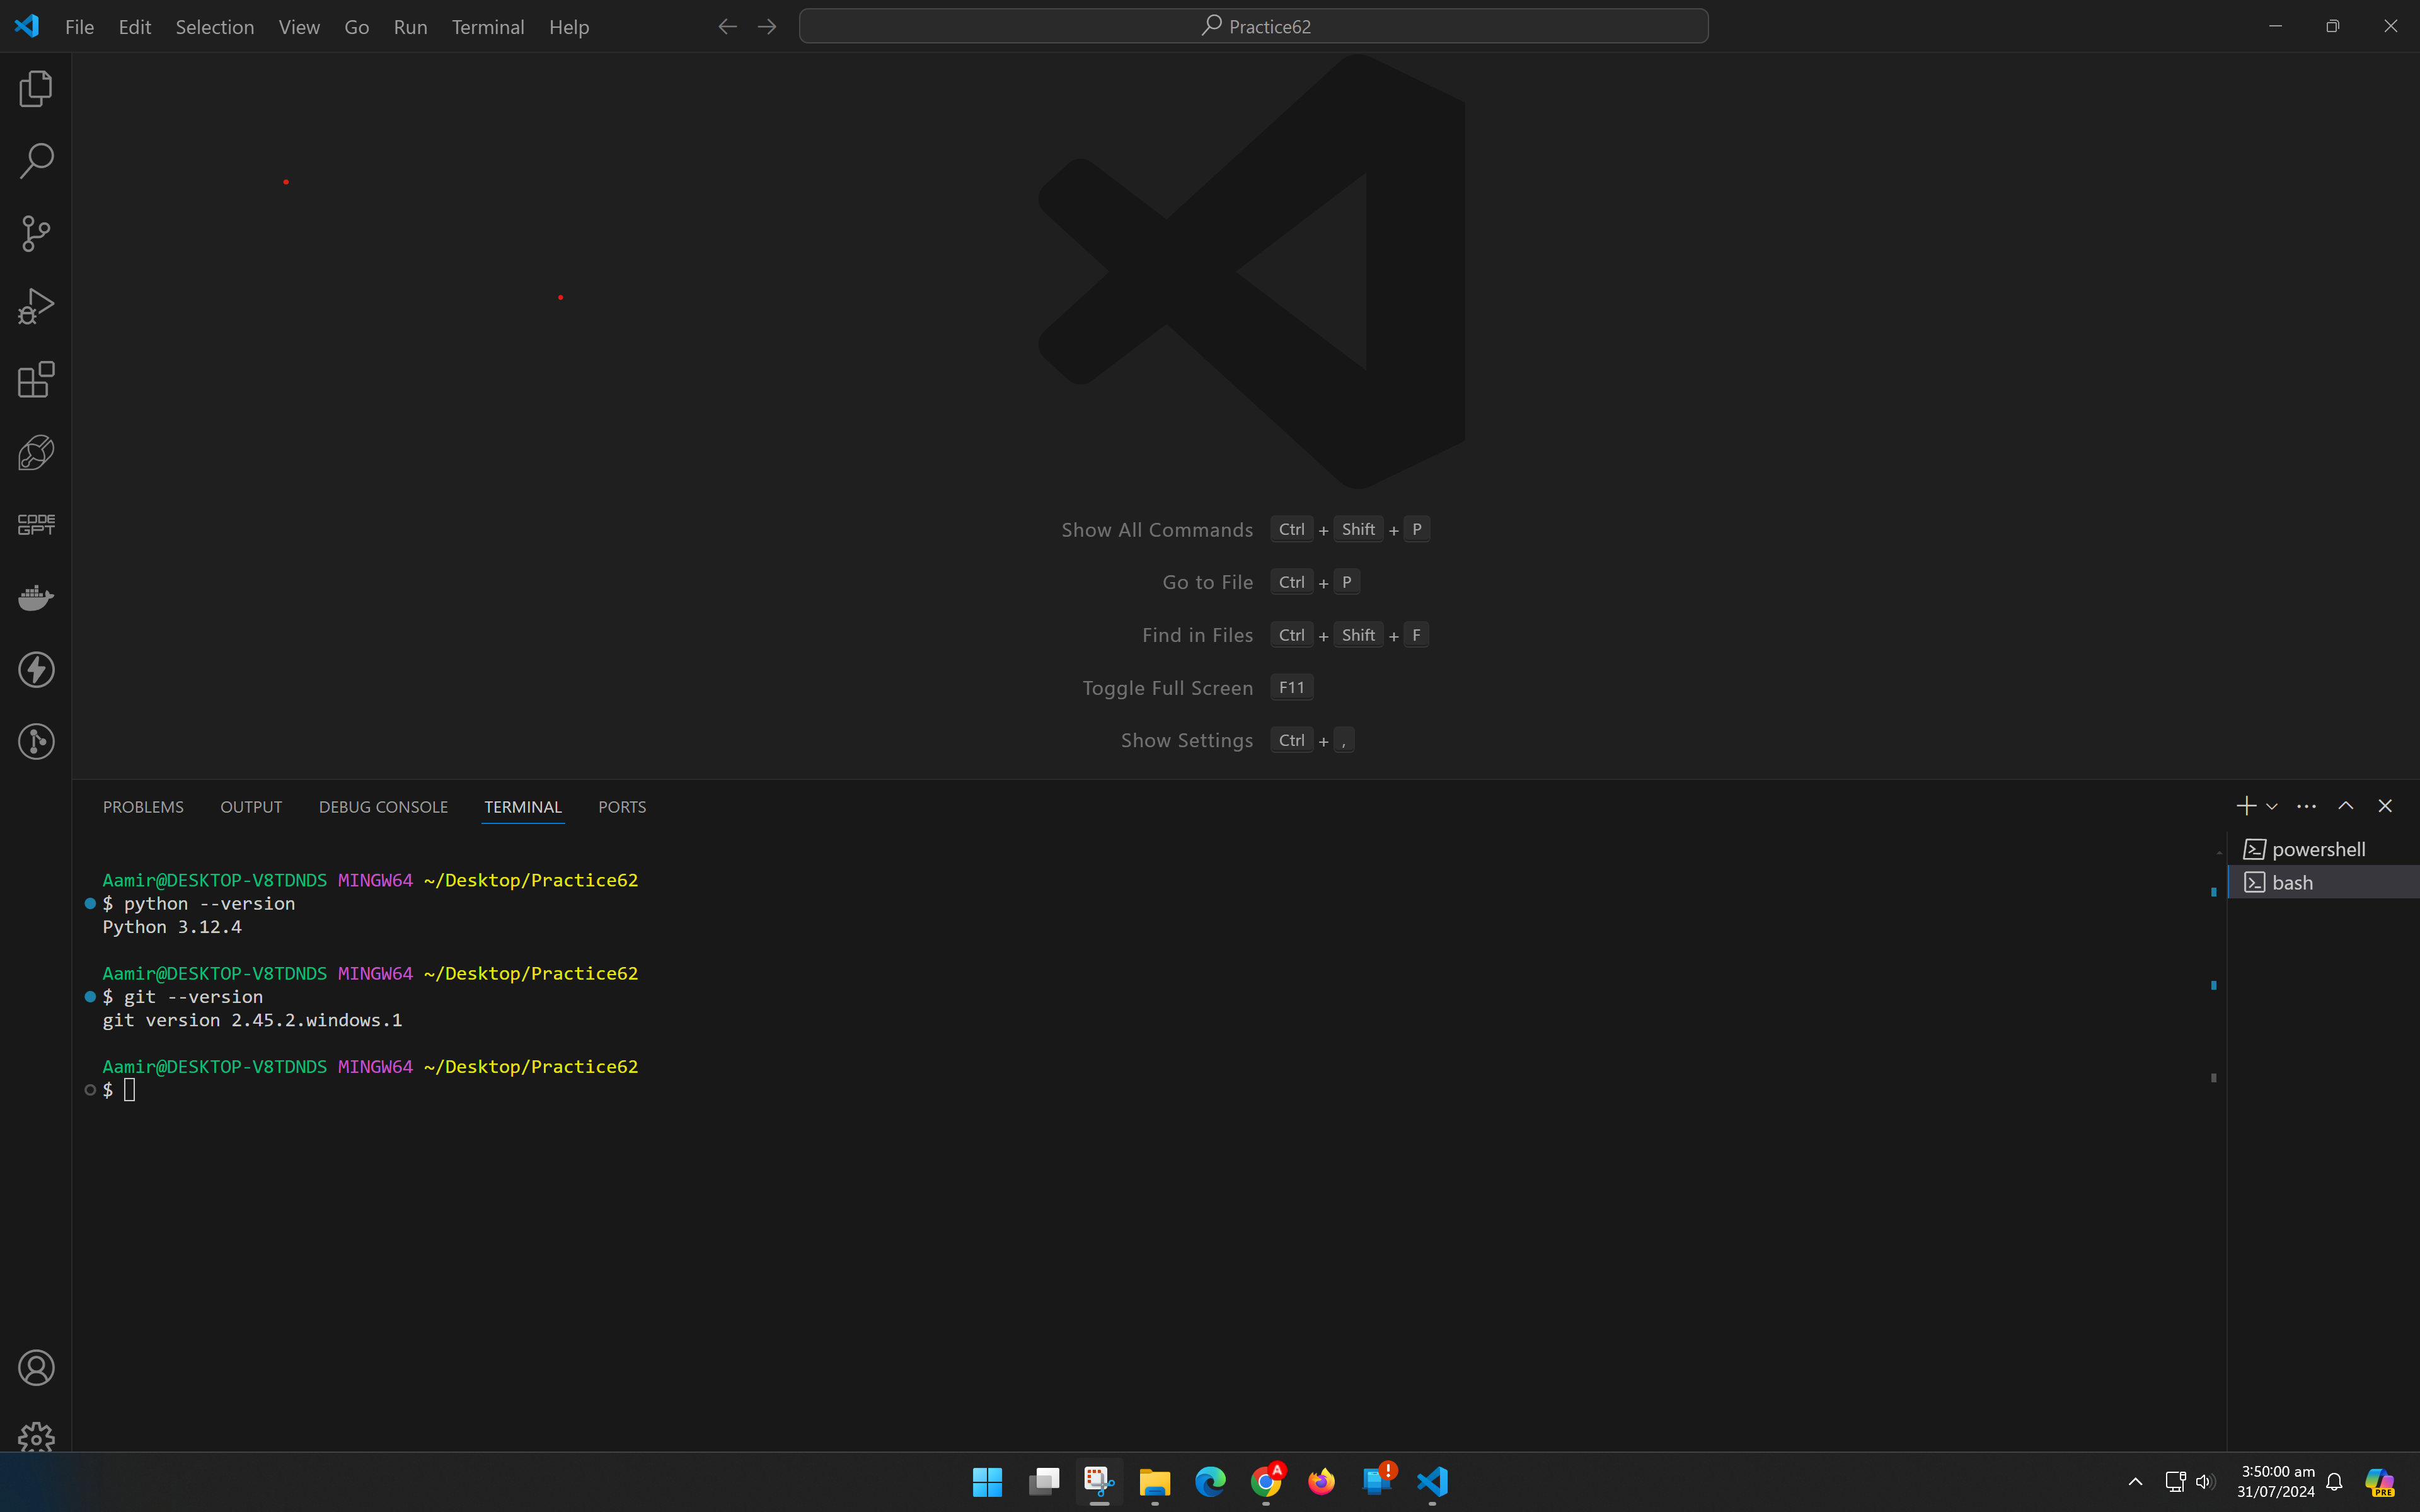 File Edit Selection View Go Run Terminal Help
Practice62
CODE
GPT
Show All Commands Ctrl + Shift + P
Go to File Ctrl + P
Find in Files Ctrl + Shift + F
Toggle Full Screen F11
Show Settings Ctrl + ,
PROBLEMS OUTPUT DEBUG CONSOLE TERMINAL PORTS
powershell
bash
Aamir@DESKTOP-V8TDNDS MINGW64 ~/Desktop/Practice62
$ python --version
Python 3.12.4
Aamir@DESKTOP-V8TDNDS MINGW64 ~/Desktop/Practice62
$ git --version
git version 2.45.2.windows.1
Aamir@DESKTOP-V8TDNDS MINGW64 ~/Desktop/Practice62
$
A
!
3:50:00 am
31/07/2024
PRE